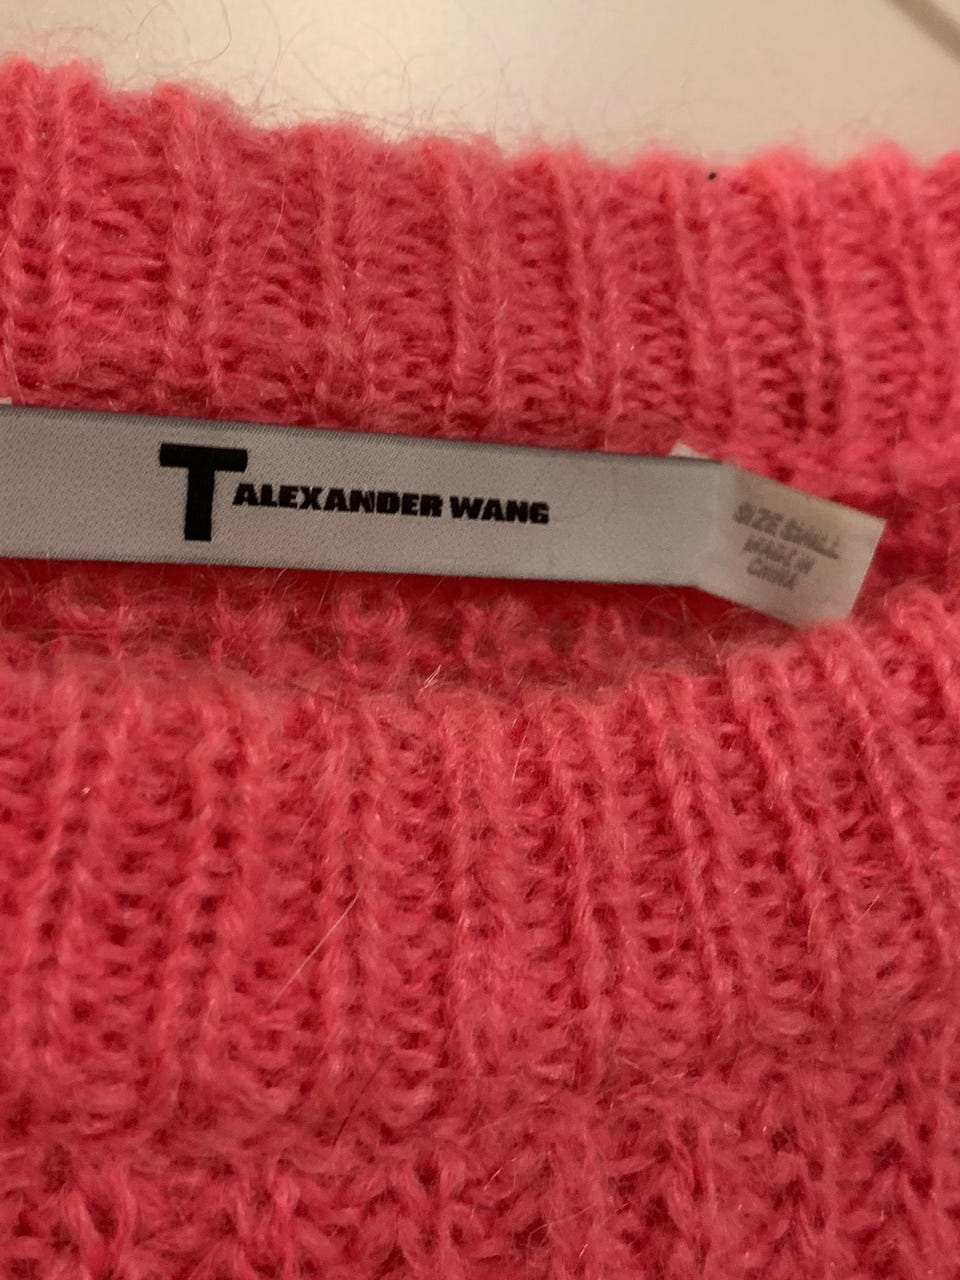 T ALEXANDER WANG
SIZE SMALL
MADE IN
CHINA